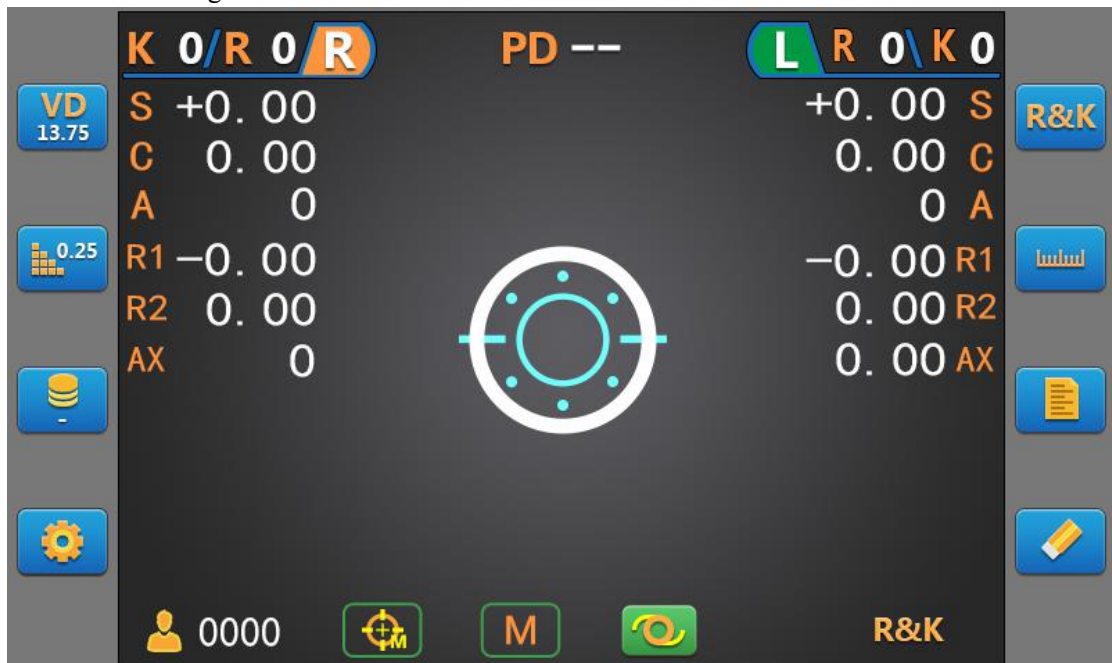 K 0/R 0/R PD -- L\R 0\K 0
VD
13.75
S +0.00 +0.00 S
R&K
C 0.00 0.00 C
A 0 0 A
0.25
R1 -0.00 -0.00 R1
R2 0.00 0.00 R2
AX 0 0.00 AX
-
0000 M M R&K